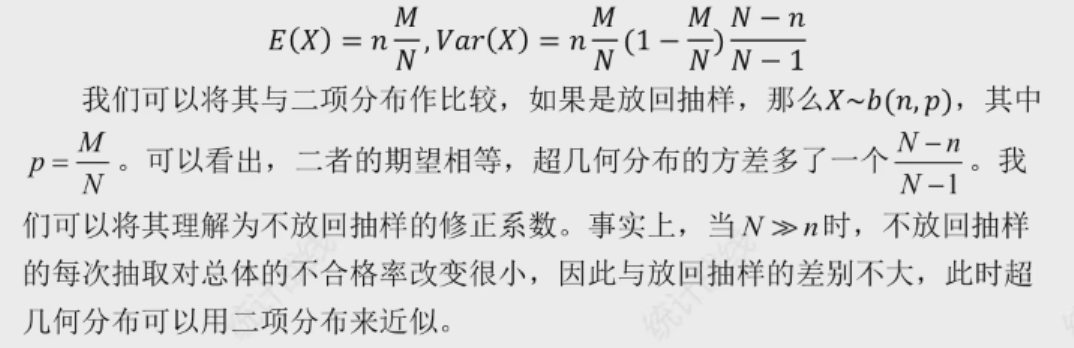 E(X) = n M/N, Var(X) = n M/N (1 − M/N) (N − n)/(N − 1)
我们可以将其与二项分布作比较，如果是放回抽样，那么X~b(n,p)，其中
p = M/N。可以看出，二者的期望相等，超几何分布的方差多了一个 (N − n)/(N − 1)。我
们可以将其理解为不放回抽样的修正系数。事实上，当 N ≫ n 时，不放回抽样
的每次抽取对总体的不合格率改变很小，因此与放回抽样的差别不大，此时超
几何分布可以用二项分布来近似。